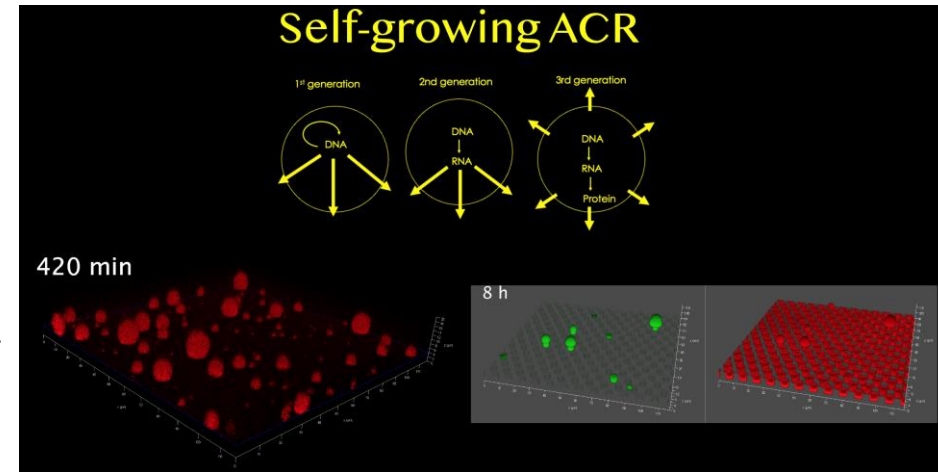 Self-growing ACR
1st generation
2nd generation
3rd generation
DNA
DNA
RNA
DNA
RNA
Protein
420 min
8 h